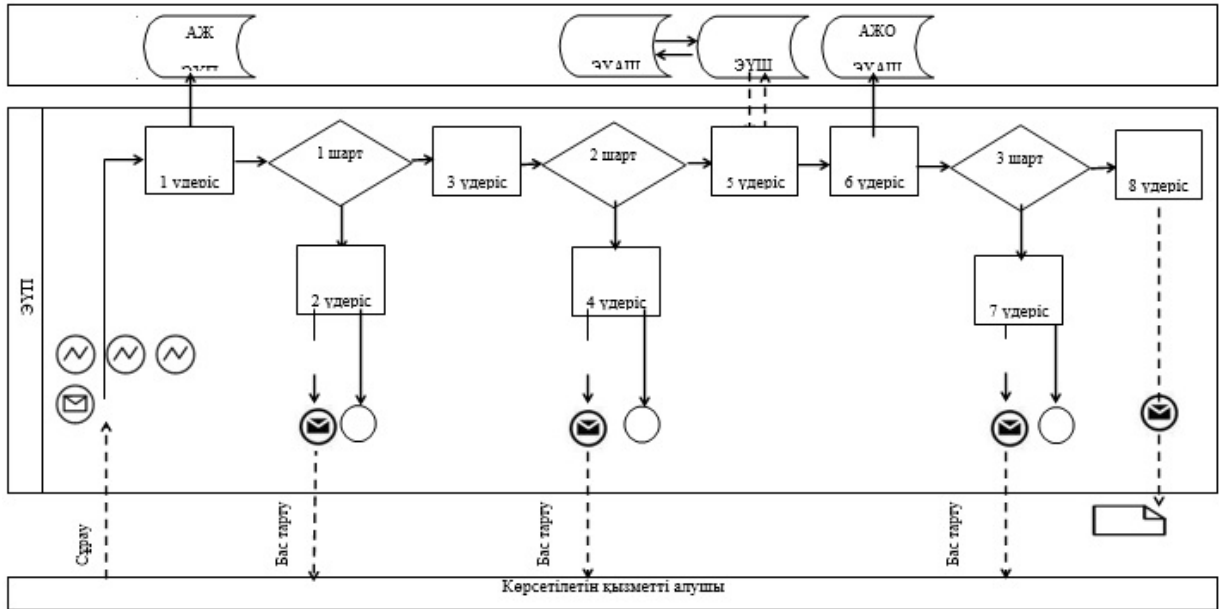 АЖ
ЭҮП
ЭҮАШ
ЭҮШ
АЖО
ЭҮАШ
ЭҮП
1 үдеріс
1 шарт
3 үдеріс
2 шарт
5 үдеріс
6 үдеріс
3 шарт
8 үдеріс
2 үдеріс
4 үдеріс
7 үдеріс
Сұрау
Бас тарту
Бас тарту
Бас тарту
Көрсетілетін қызметті алушы